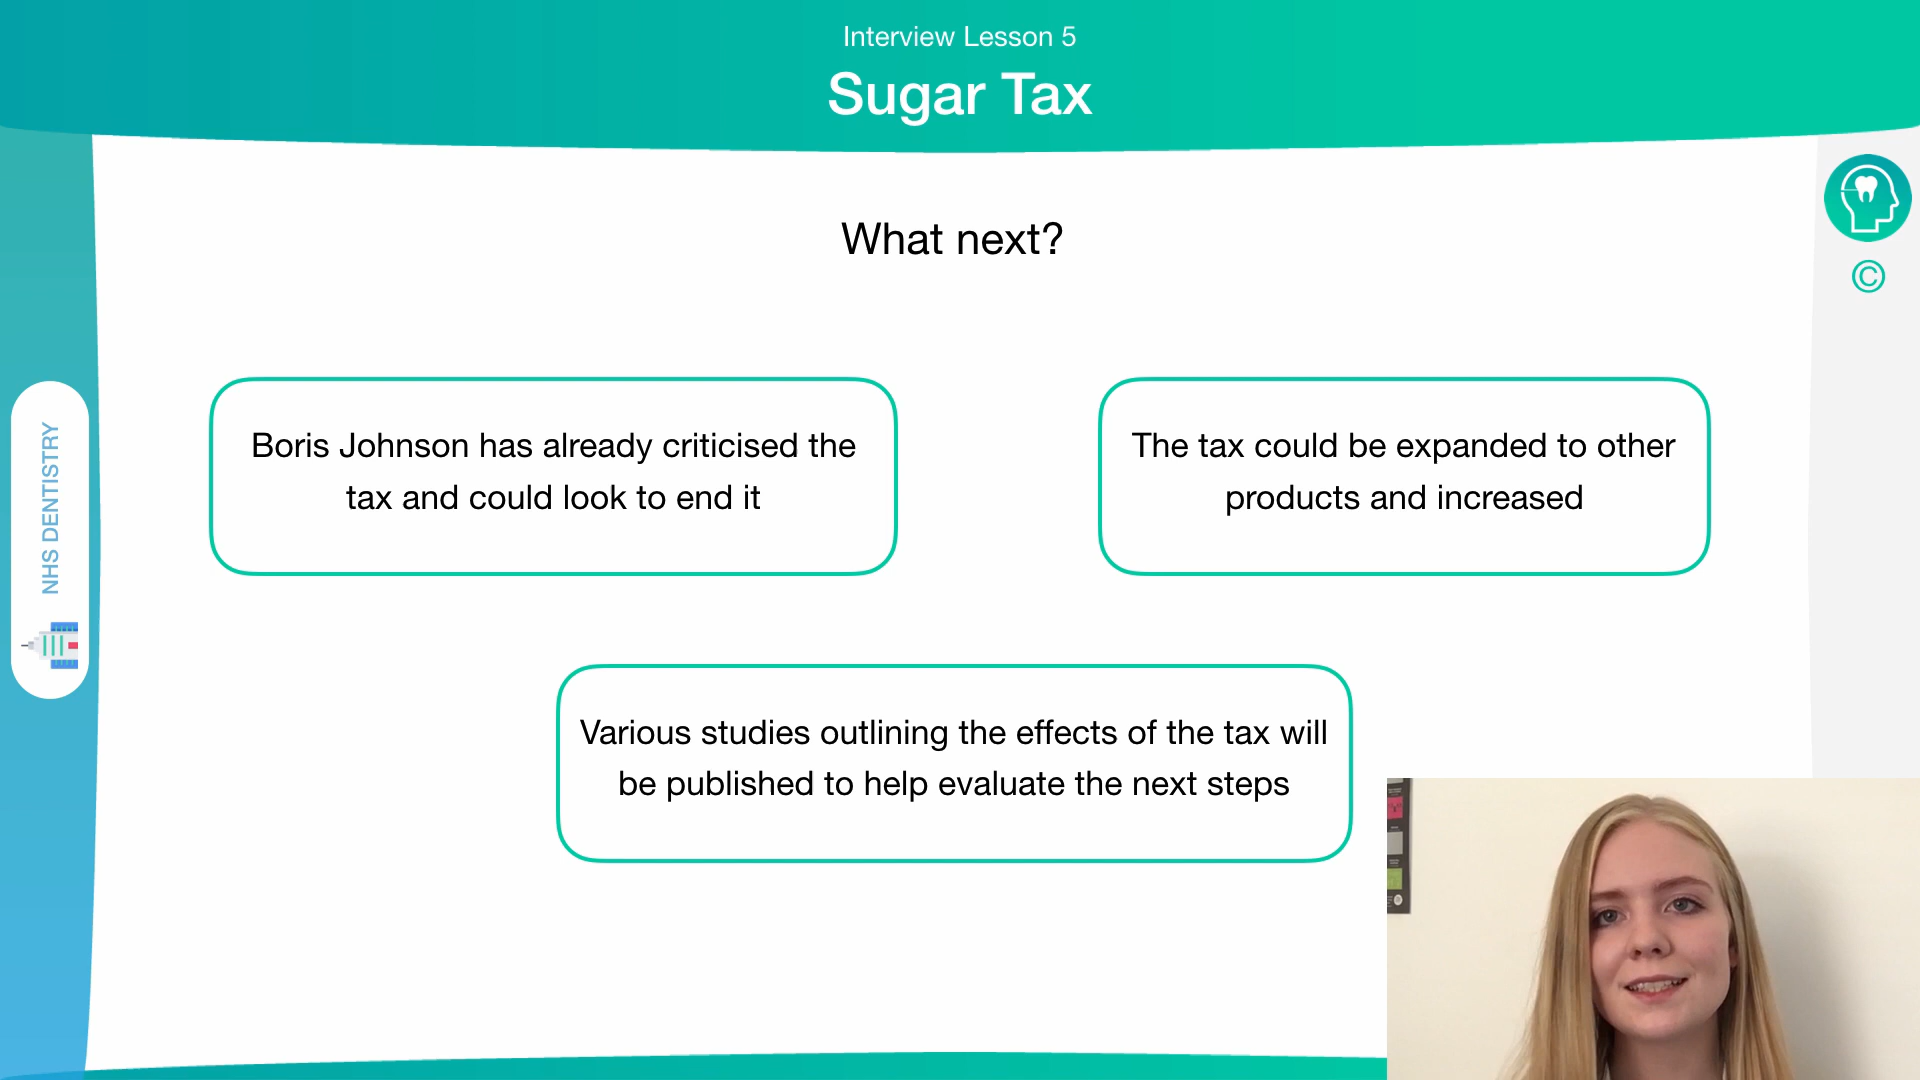 Interview Lesson 5
Sugar Tax
What next?
Boris Johnson has already criticised the
tax and could look to end it
The tax could be expanded to other
products and increased
Various studies outlining the effects of the tax will
be published to help evaluate the next steps
NHS DENTISTRY
©